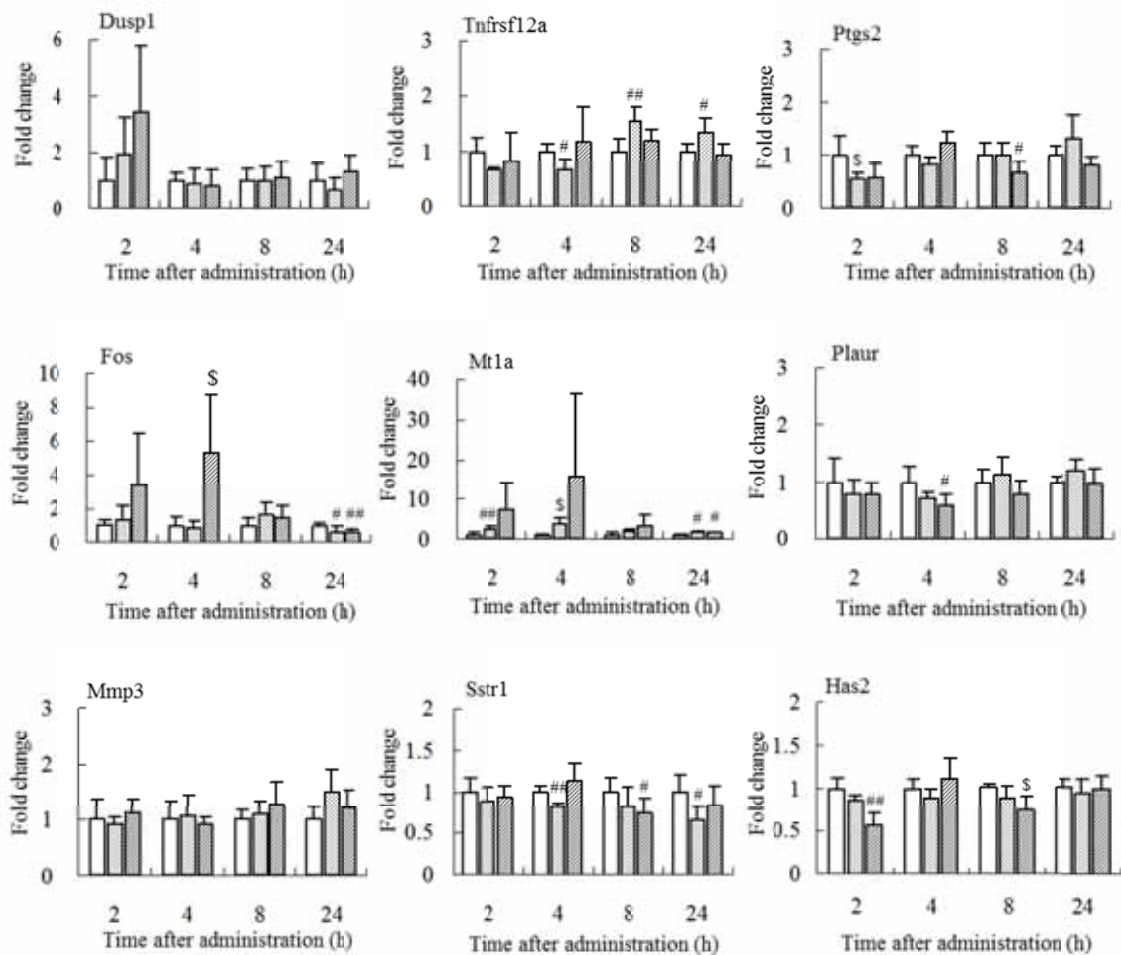 Dusp1
Fold change
6
4
2
0
2 4 8 24
Time after administration (h)
Tnfrsf12a
Fold change
3
2
1
0
# ## #
2 4 8 24
Time after administration (h)
Ptgs2
Fold change
3
2
1
0
$ #
2 4 8 24
Time after administration (h)
Fos
Fold change
10
8
6
4
2
0
$ # ##
2 4 8 24
Time after administration (h)
Mt1a
Fold change
40
30
20
10
0
## $ # #
2 4 8 24
Time after administration (h)
Plaur
Fold change
3
2
1
0
#
2 4 8 24
Time after administration (h)
Mmp3
Fold change
3
2
1
0
2 4 8 24
Time after administration (h)
Sstr1
Fold change
2
1.5
1
0.5
0
## # #
2 4 8 24
Time after administration (h)
Has2
Fold change
2
1.5
1
0.5
0
## $
2 4 8 24
Time after administration (h)